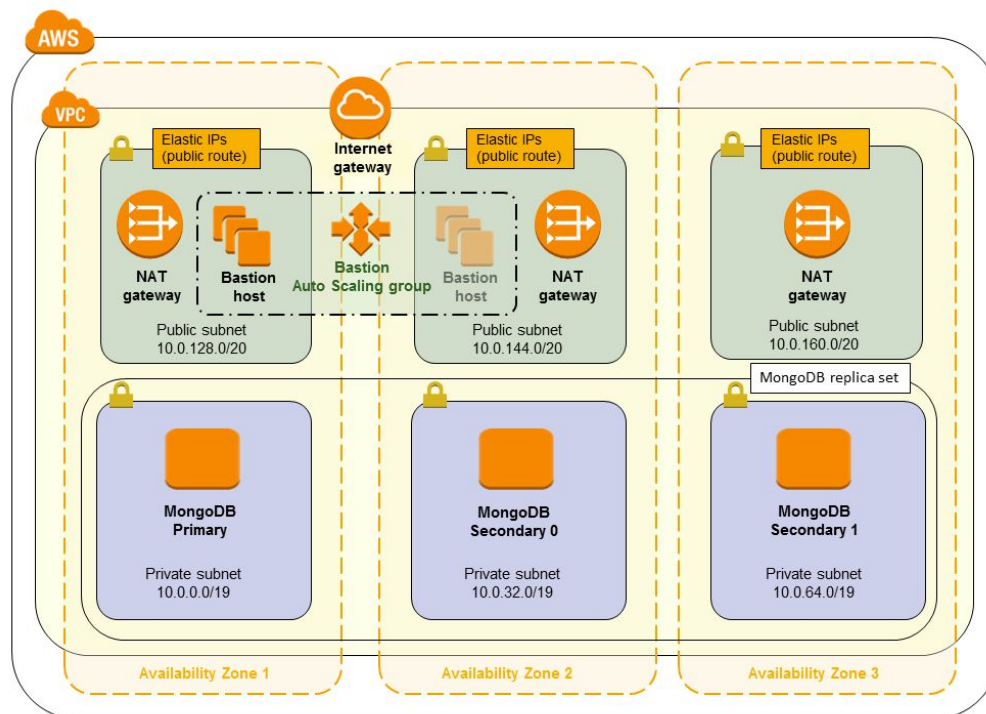 AWS
VPC
Elastic IPs
(public route)
Internet
gateway
Elastic IPs
(public route)
Elastic IPs
(public route)
NAT
gateway
Bastion
host
Bastion
Auto Scaling group
Bastion
host
NAT
gateway
NAT
gateway
Public subnet
10.0.128.0/20
Public subnet
10.0.144.0/20
Public subnet
10.0.160.0/20
MongoDB replica set
MongoDB
Primary
MongoDB
Secondary 0
MongoDB
Secondary 1
Private subnet
10.0.0.0/19
Private subnet
10.0.32.0/19
Private subnet
10.0.64.0/19
Availability Zone 1
Availability Zone 2
Availability Zone 3